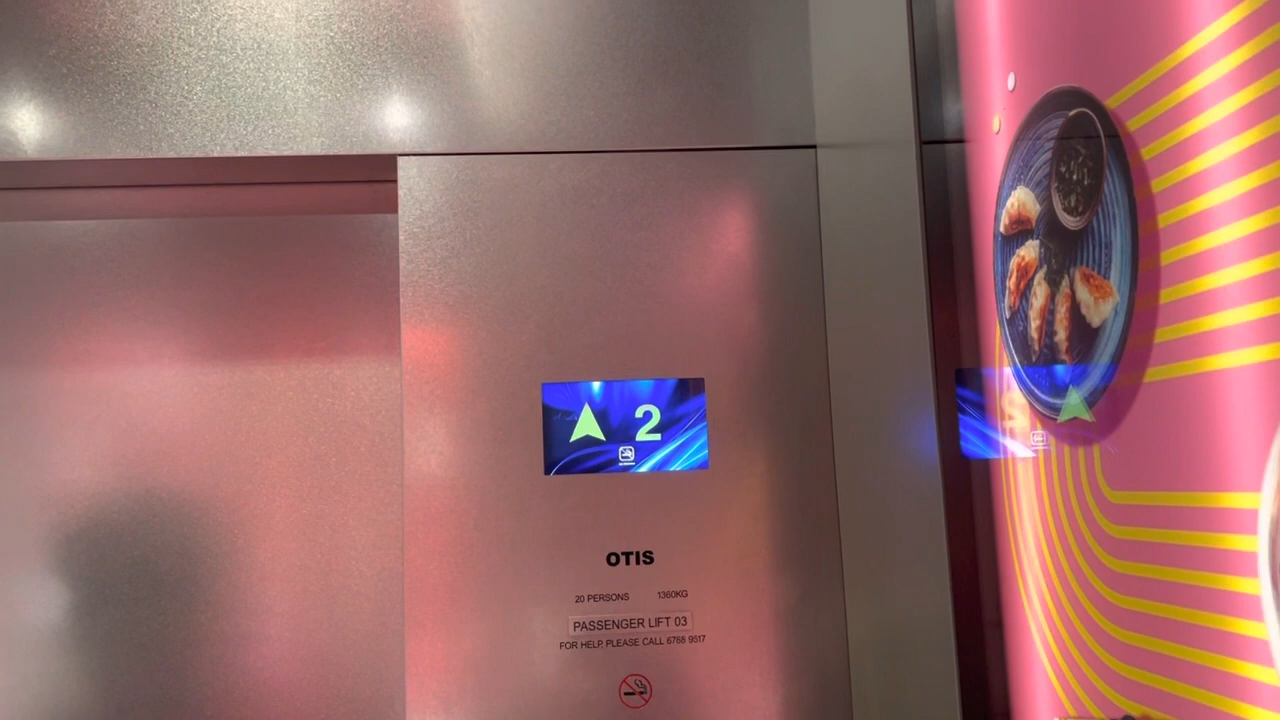 2
OTIS
20 PERSONS 1360KG
PASSENGER LIFT 03
FOR HELP, PLEASE CALL 6788 9517